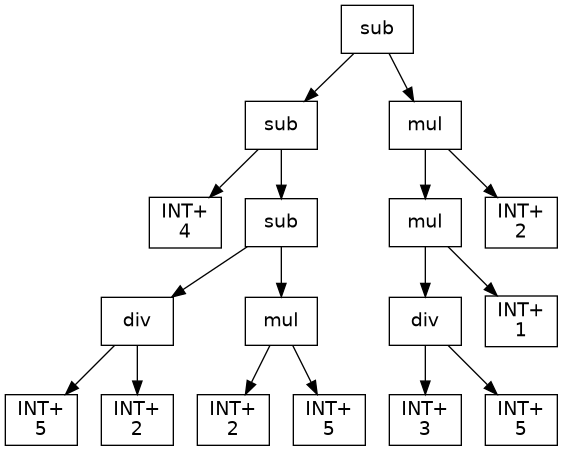 sub
sub
mul
INT+
4
sub
mul
INT+
2
div
mul
div
INT+
1
INT+
5
INT+
2
INT+
2
INT+
5
INT+
3
INT+
5